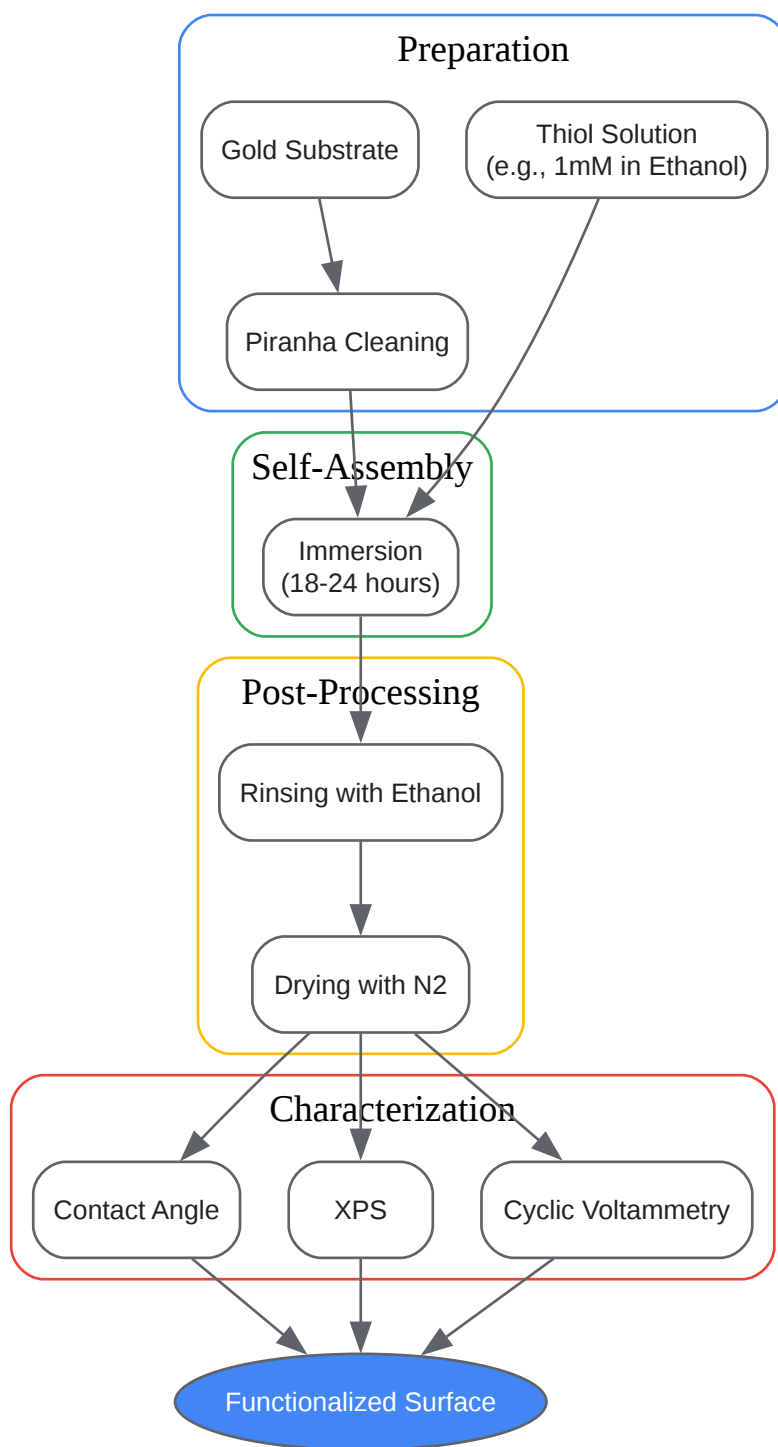 Preparation
Gold Substrate
Thiol Solution
(e.g., 1mM in Ethanol)
Piranha Cleaning
Self-Assembly
Immersion
(18-24 hours)
Post-Processing
Rinsing with Ethanol
Drying with N2
Characterization
Contact Angle
XPS
Cyclic Voltammetry
Functionalized Surface